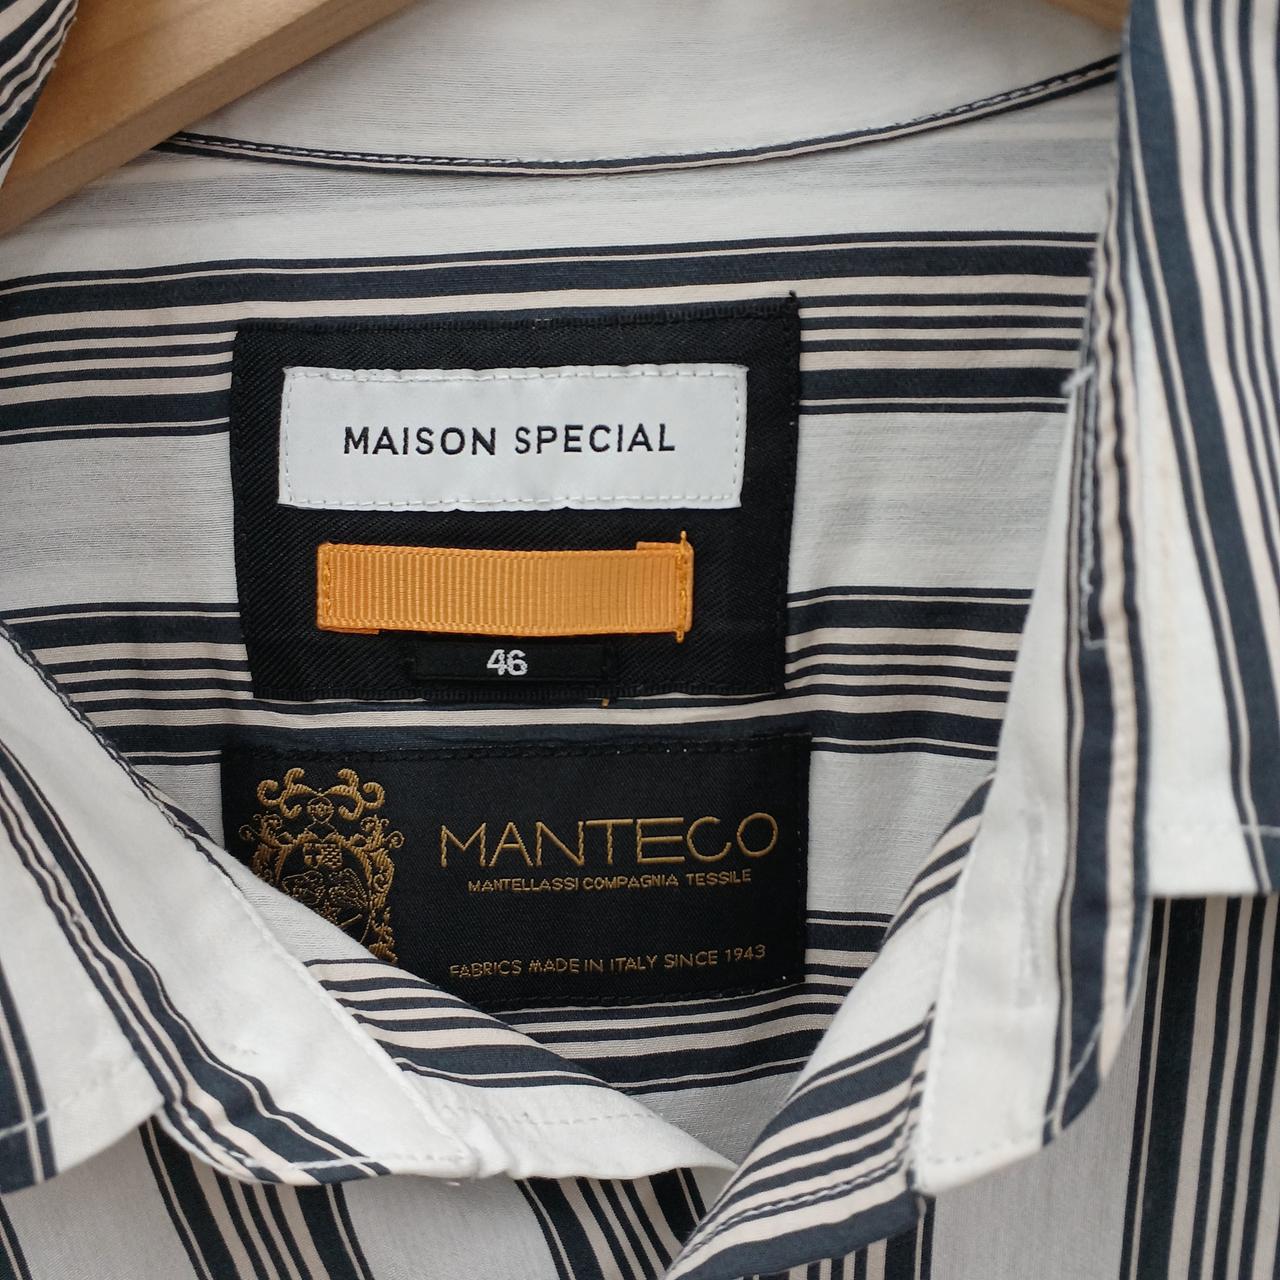 MAISON SPECIAL
46
MANTECO
MANTELLASSI COMPAGNIA TESSILE
FABRICS MADE IN ITALY SINCE 1943